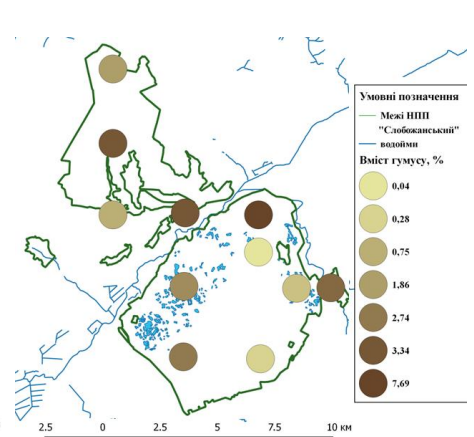 Умовні позначення
Межі НПП
"Слобожанський"
водойми
Вміст гумусу, %
0,04
0,28
0,75
1,86
2,74
3,34
7,69
2.5 0 2.5 5 7.5 10 км